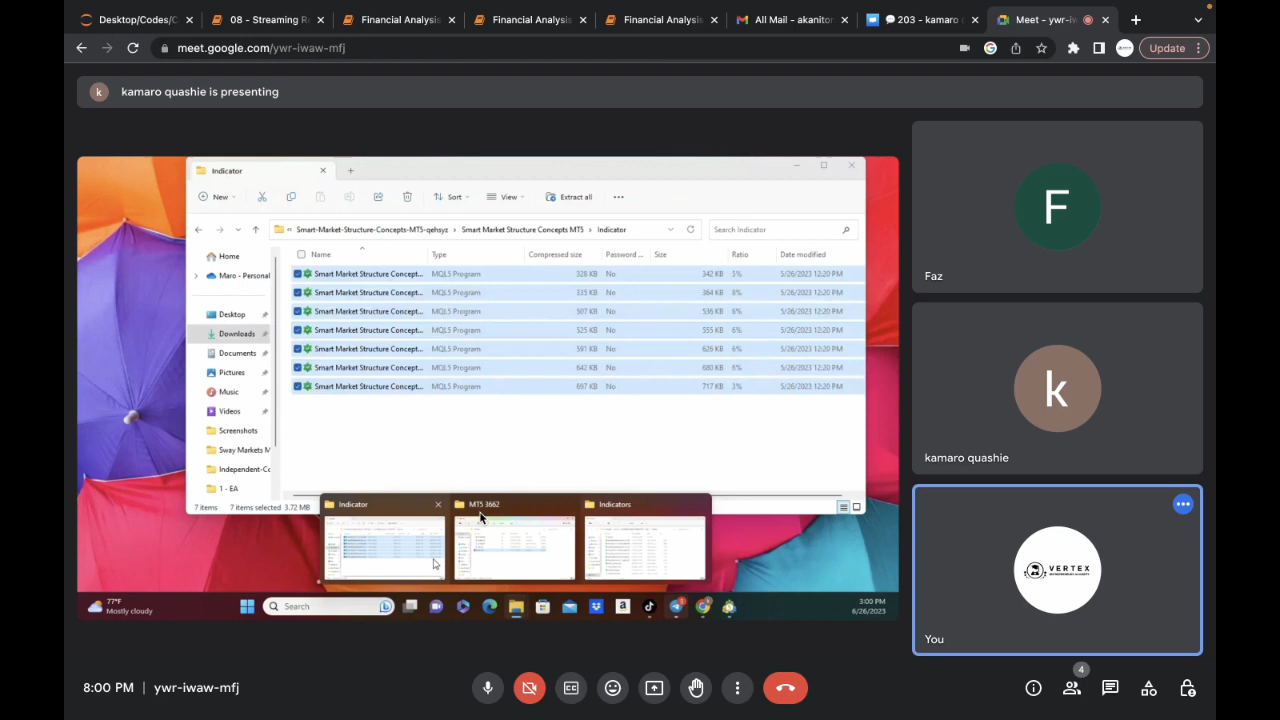 Desktop/Codes/C
08 - Streaming R
Financial Analysis
Financial Analysis
Financial Analysis
All Mail - akanitor
203 - kamaro
Meet - ywr-iw
meet.google.com/ywr-iwaw-mfj
Update
k kamaro quashie is presenting
Indicator
New
Sort
View
Extract all
Smart-Market-Structure-Concepts-MT5-qehsyz > Smart Market Structure Concepts MT5 > Indicator
Search Indicator
Home
Maro - Personal
Desktop
Downloads
Documents
Pictures
Music
Videos
Screenshots
Sway Markets M
Independent-Co
1 - EA
Name Type Compressed size Password ... Size Ratio Date modified
Smart Market Structure Concept... MQL5 Program 328 KB No 342 KB 5% 5/26/2023 12:20 PM
Smart Market Structure Concept... MQL5 Program 335 KB No 364 KB 8% 5/26/2023 12:20 PM
Smart Market Structure Concept... MQL5 Program 507 KB No 536 KB 6% 5/26/2023 12:20 PM
Smart Market Structure Concept... MQL5 Program 525 KB No 555 KB 6% 5/26/2023 12:20 PM
Smart Market Structure Concept... MQL5 Program 591 KB No 626 KB 6% 5/26/2023 12:20 PM
Smart Market Structure Concept... MQL5 Program 642 KB No 680 KB 6% 5/26/2023 12:20 PM
Smart Market Structure Concept... MQL5 Program 697 KB No 717 KB 3% 5/26/2023 12:20 PM
7 items 7 items selected 3.72 MB
Indicator
MT5 3662
Indicators
77°F
Mostly cloudy
Search
3:00 PM
6/26/2023
F
Faz
k
kamaro quashie
VERTEX
You
4
8:00 PM | ywr-iwaw-mfj